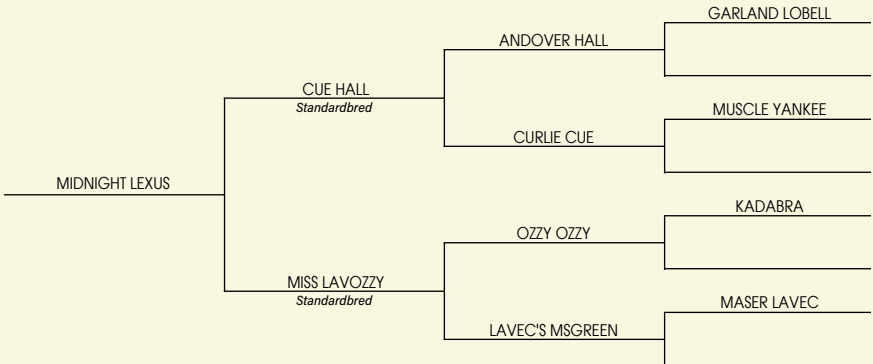 GARLAND LOBELL
ANDOVER HALL
CUE HALL
Standardbred
MUSCLE YANKEE
CURLIE CUE
MIDNIGHT LEXUS
KADABRA
OZZY OZZY
MISS LAVOZZY
Standardbred
MASER LAVEC
LAVEC'S MSGREEN